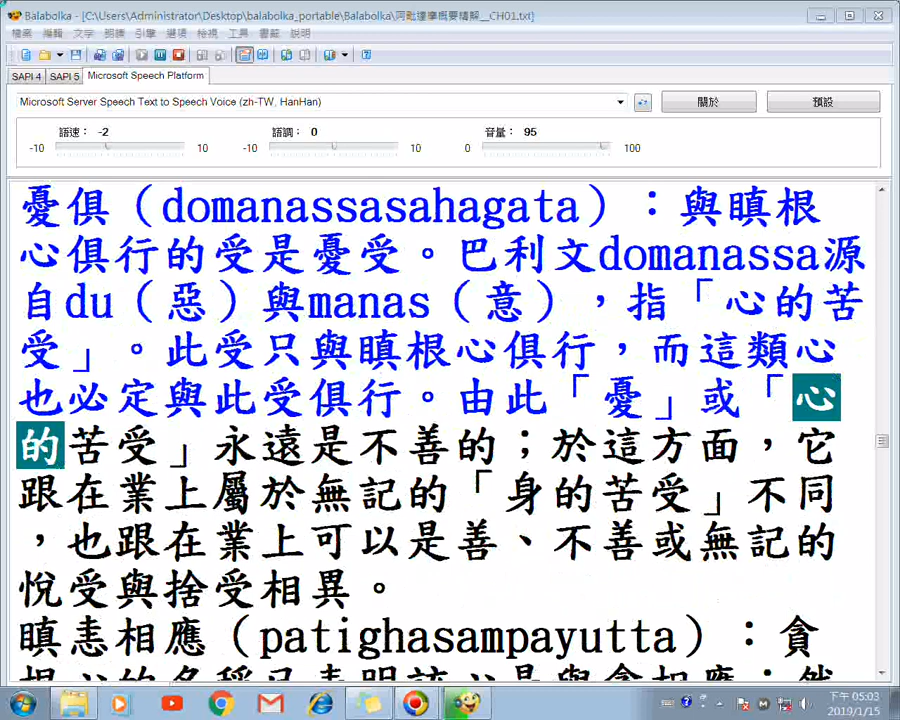 Balabolka - [C:\Users\Administrator\Desktop\balabolka_portable\Balabolka\阿毗達摩概要精解__CH01.txt]
檔案 編輯 文字 朗讀 引擎 選項 檢視 工具 書籤 說明
SAPI 4 SAPI 5 Microsoft Speech Platform
Microsoft Server Speech Text to Speech Voice (zh-TW, HanHan) 關於 預設
語速： -2 語調： 0 音量： 95
-10 10 -10 10 0 100
憂俱（domanassasahagata）：與瞋根
心俱行的受是憂受。巴利文domanassa源
自du（惡）與manas（意），指「心的苦
受」。此受只與瞋根心俱行，而這類心
也必定與此受俱行。由此「憂」或「心
的苦受」永遠是不善的；於這方面，它
跟在業上屬於無記的「身的苦受」不同
，也跟在業上可以是善、不善或無記的
悅受與捨受相異。
瞋恚相應（patighasampayutta）：貪
下午 05:03
2019/1/15